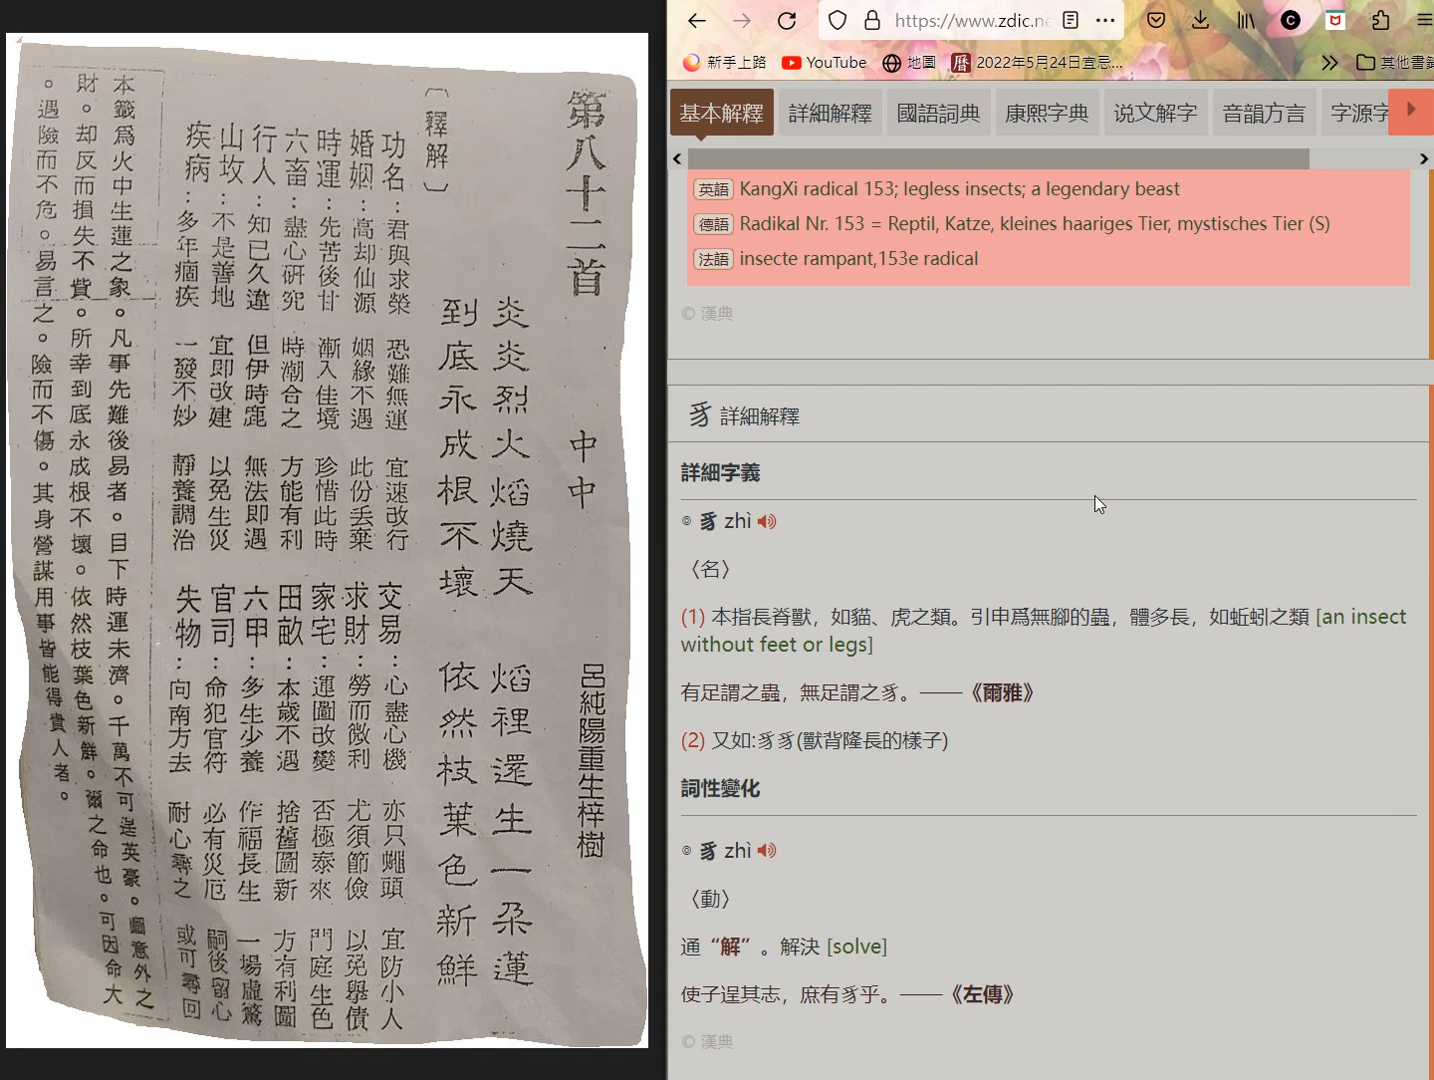 第八十二首
中中
呂純陽重生梓樹
炎炎烈火焰燒天
焰裡還生一朵蓮
到底永成根不壞
依然枝葉色新鮮
〔釋解〕
功名：君與求榮 恐難無運 宜速改行
婚姻：高却仙源 姻緣不遇 此份丢棄
時運：先苦後甘 漸入佳境 珍惜此時
六畜：盡心研究 時潮合之 方能有利
行人：知已久違 但伊時鹿 無法即遇
山坟：不是善地 宜即改建 以免生災
疾病：多年痼疾 一發不妙 靜養調治
交易：心盡心機 亦只蠅頭 宜防小人
求財：勞而微利 尤須節儉 以免舉債
家宅：運圖改變 否極泰來 門庭生色
田畝：本歲不遇 捨舊圖新 方有利圖
六甲：多生少養 作福長生 一場虛驚
官司：命犯官符 必有災厄 嗣後留心
失物：向南方去 耐心尋之 或可尋回
本籤爲火中生蓮之象。凡事先難後易者。目下時運未濟。千萬不可逞英豪。圖意外之
財。却反而損失不貲。所幸到底永成根不壞。依然枝葉色新鮮。爾之命也。可因命大
。遇險而不危。易言之。險而不傷。其身營謀用事皆能得貴人者。
https://www.zdic.ne
新手上路 YouTube 地圖 2022年5月24日宜忌... 其他書籤
基本解釋 詳細解釋 國語詞典 康熙字典 说文解字 音韻方言 字源字
英語 KangXi radical 153; legless insects; a legendary beast
德語 Radikal Nr. 153 = Reptil, Katze, kleines haariges Tier, mystisches Tier (S)
法語 insecte rampant,153e radical
© 漢典
豸 詳細解釋
詳細字義
◎ 豸 zhì
〈名〉
(1) 本指長脊獸，如貓、虎之類。引申爲無腳的蟲，體多長，如蚯蚓之類 [an insect
without feet or legs]
有足謂之蟲，無足謂之豸。——《爾雅》
(2) 又如:豸豸(獸背隆長的樣子)
詞性變化
◎ 豸 zhì
〈動〉
通“解”。解決 [solve]
使子逞其志，庶有豸乎。——《左傳》
© 漢典